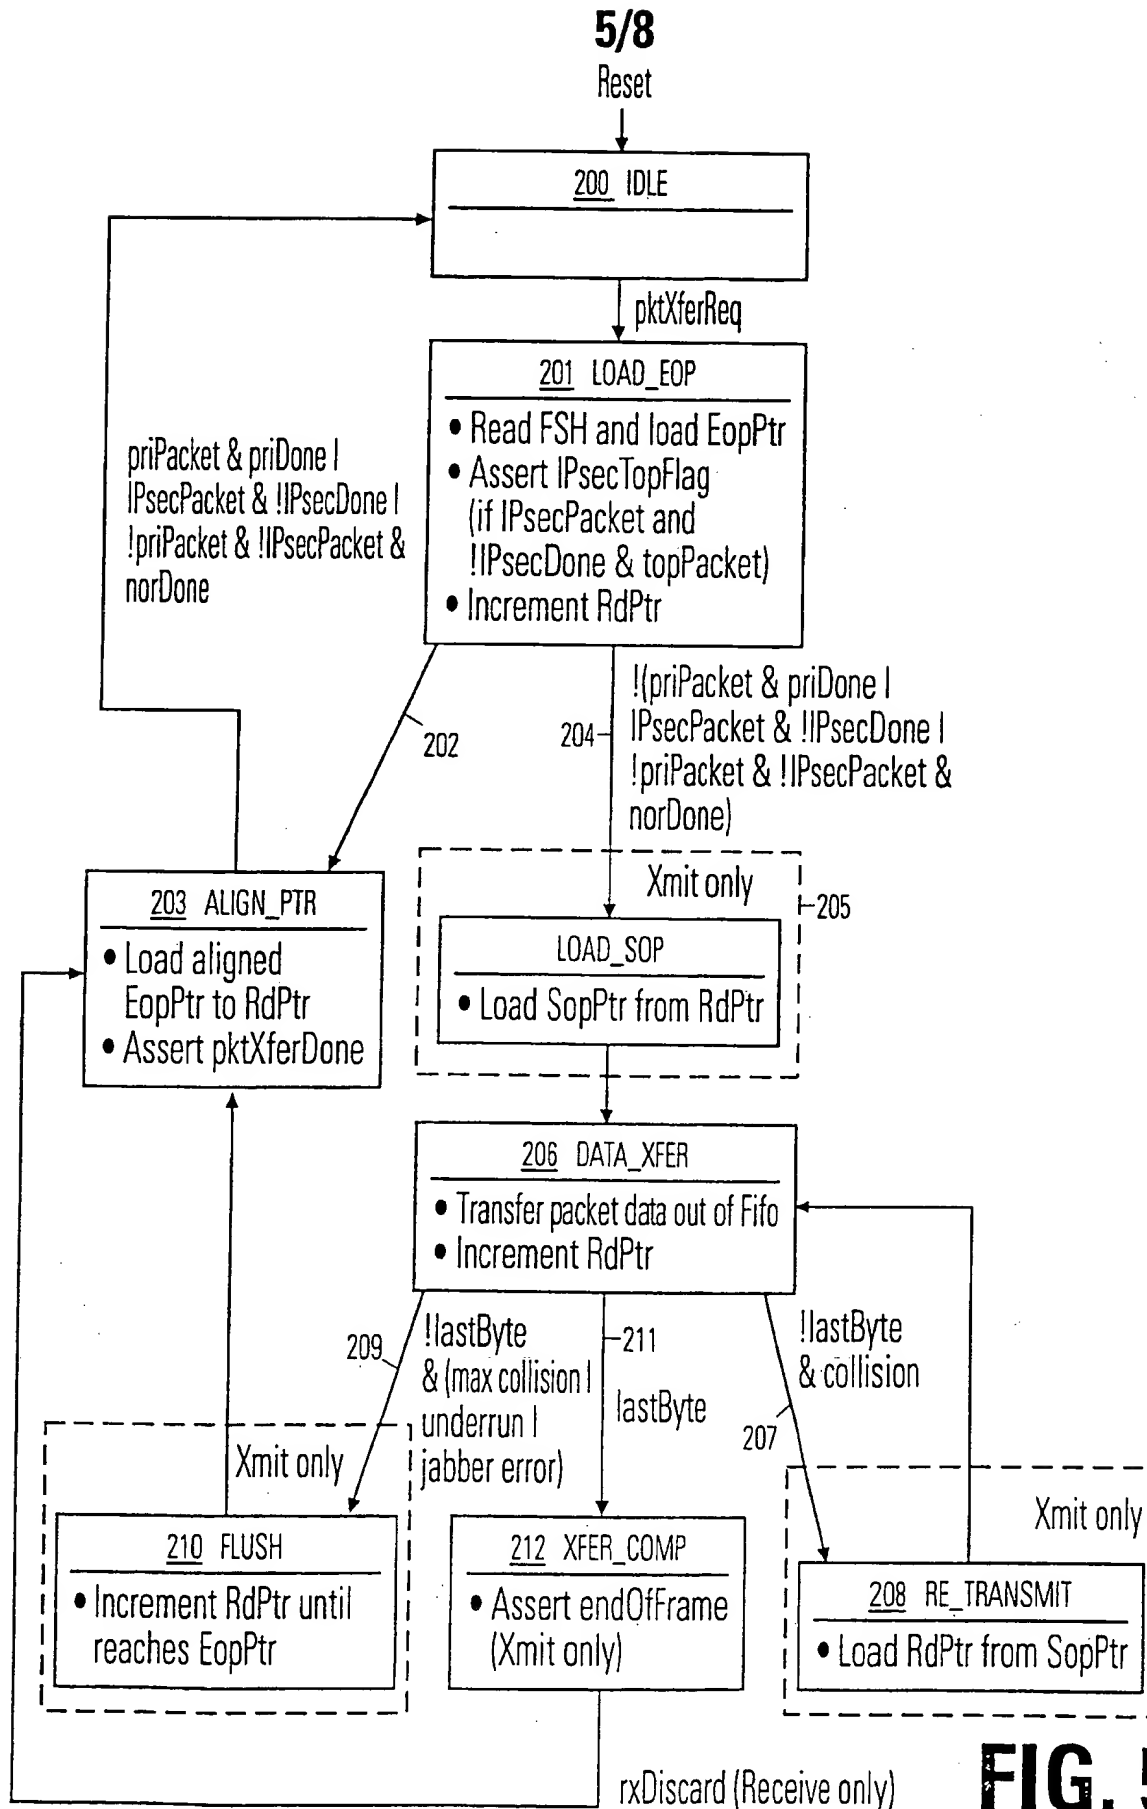 5/8
Reset
200 IDLE
pktXferReq
201 LOAD_EOP
• Read FSH and load EopPtr
• Assert IPsecTopFlag
(if IPsecPacket and
!IPsecDone & topPacket)
• Increment RdPtr
priPacket & priDone |
IPsecPacket & !IPsecDone |
!priPacket & !IPsecPacket &
norDone
202
204
!(priPacket & priDone |
IPsecPacket & !IPsecDone |
!priPacket & !IPsecPacket &
norDone)
Xmit only
205
203 ALIGN_PTR
• Load aligned
EopPtr to RdPtr
• Assert pktXferDone
LOAD_SOP
• Load SopPtr from RdPtr
206 DATA_XFER
• Transfer packet data out of Fifo
• Increment RdPtr
209
!lastByte
& (max collision |
underrun |
jabber error)
211
lastByte
!lastByte
& collision
207
Xmit only
210 FLUSH
• Increment RdPtr until
reaches EopPtr
212 XFER_COMP
• Assert endOfFrame
(Xmit only)
Xmit only
208 RE_TRANSMIT
• Load RdPtr from SopPtr
rxDiscard (Receive only)
FIG. 5